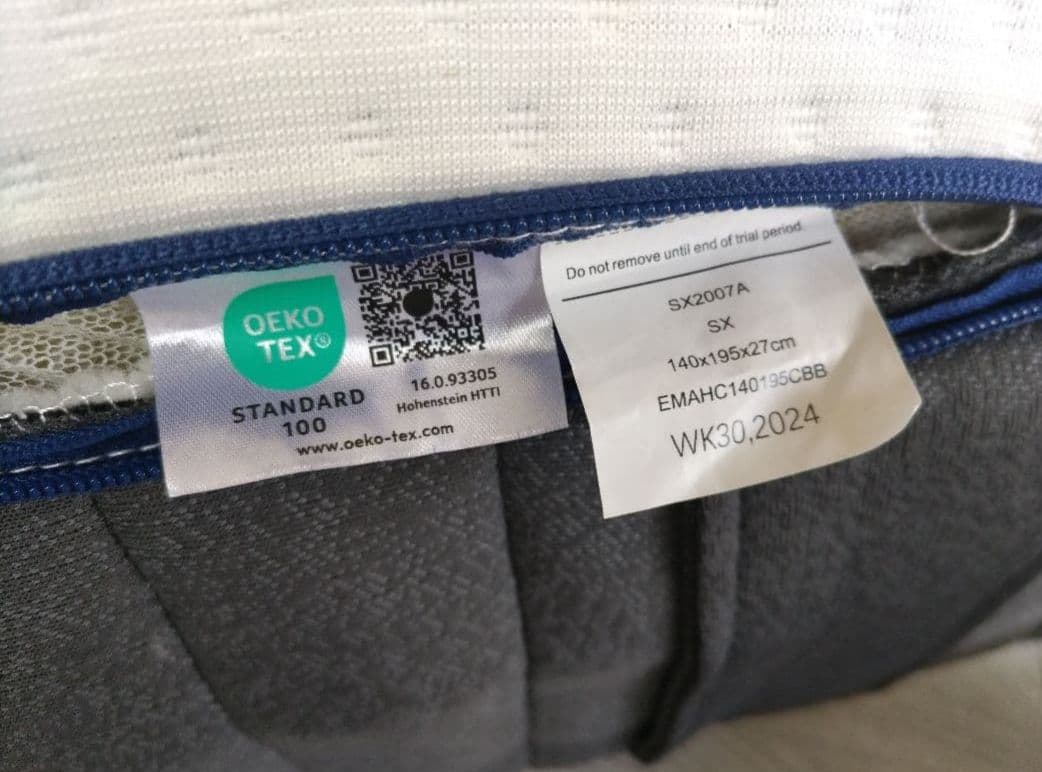 OEKO
TEX®
STANDARD
100
16.0.93305
Hohenstein HTTI
www.oeko-tex.com
Do not remove until end of trial period
SX2007A
SX
140x195x27cm
EMAHC140195CBB
WK30,2024